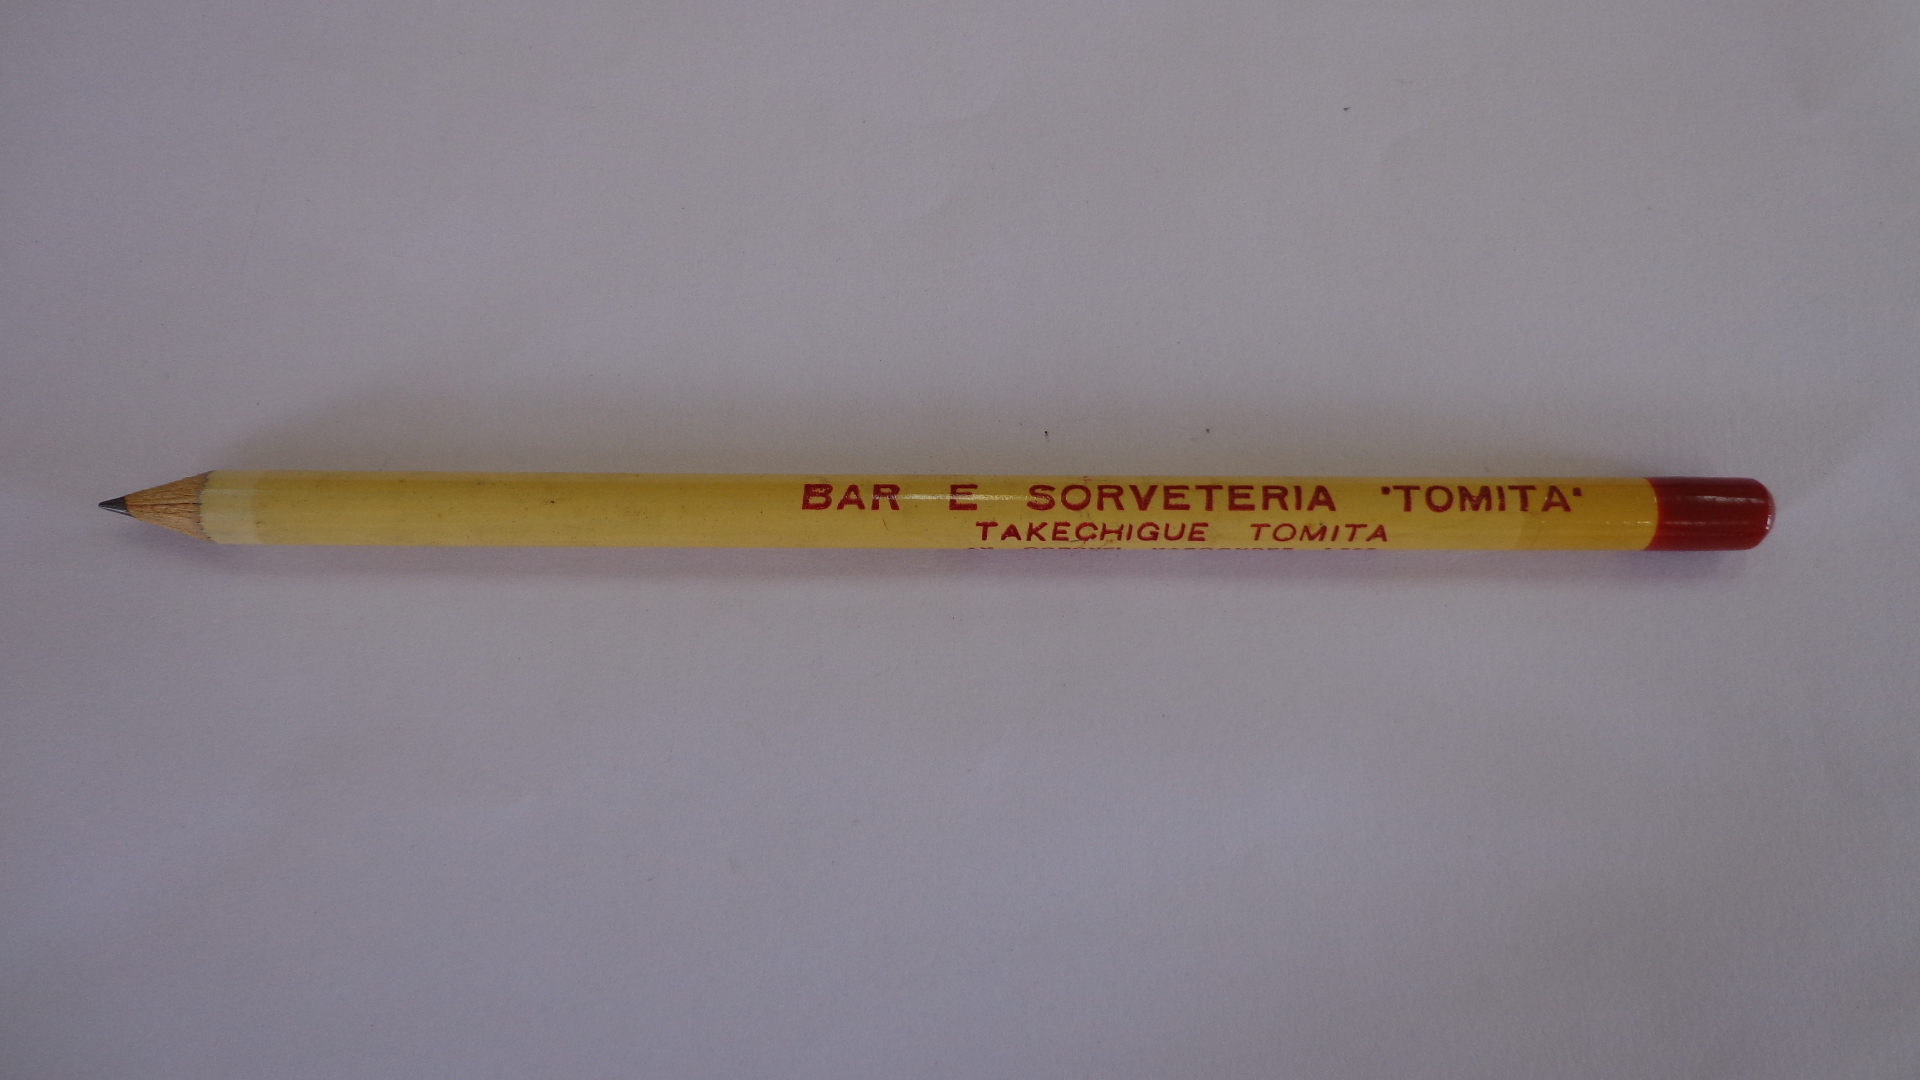 BAR E SORVETERIA "TOMITA"
TAKECHIGUE TOMITA